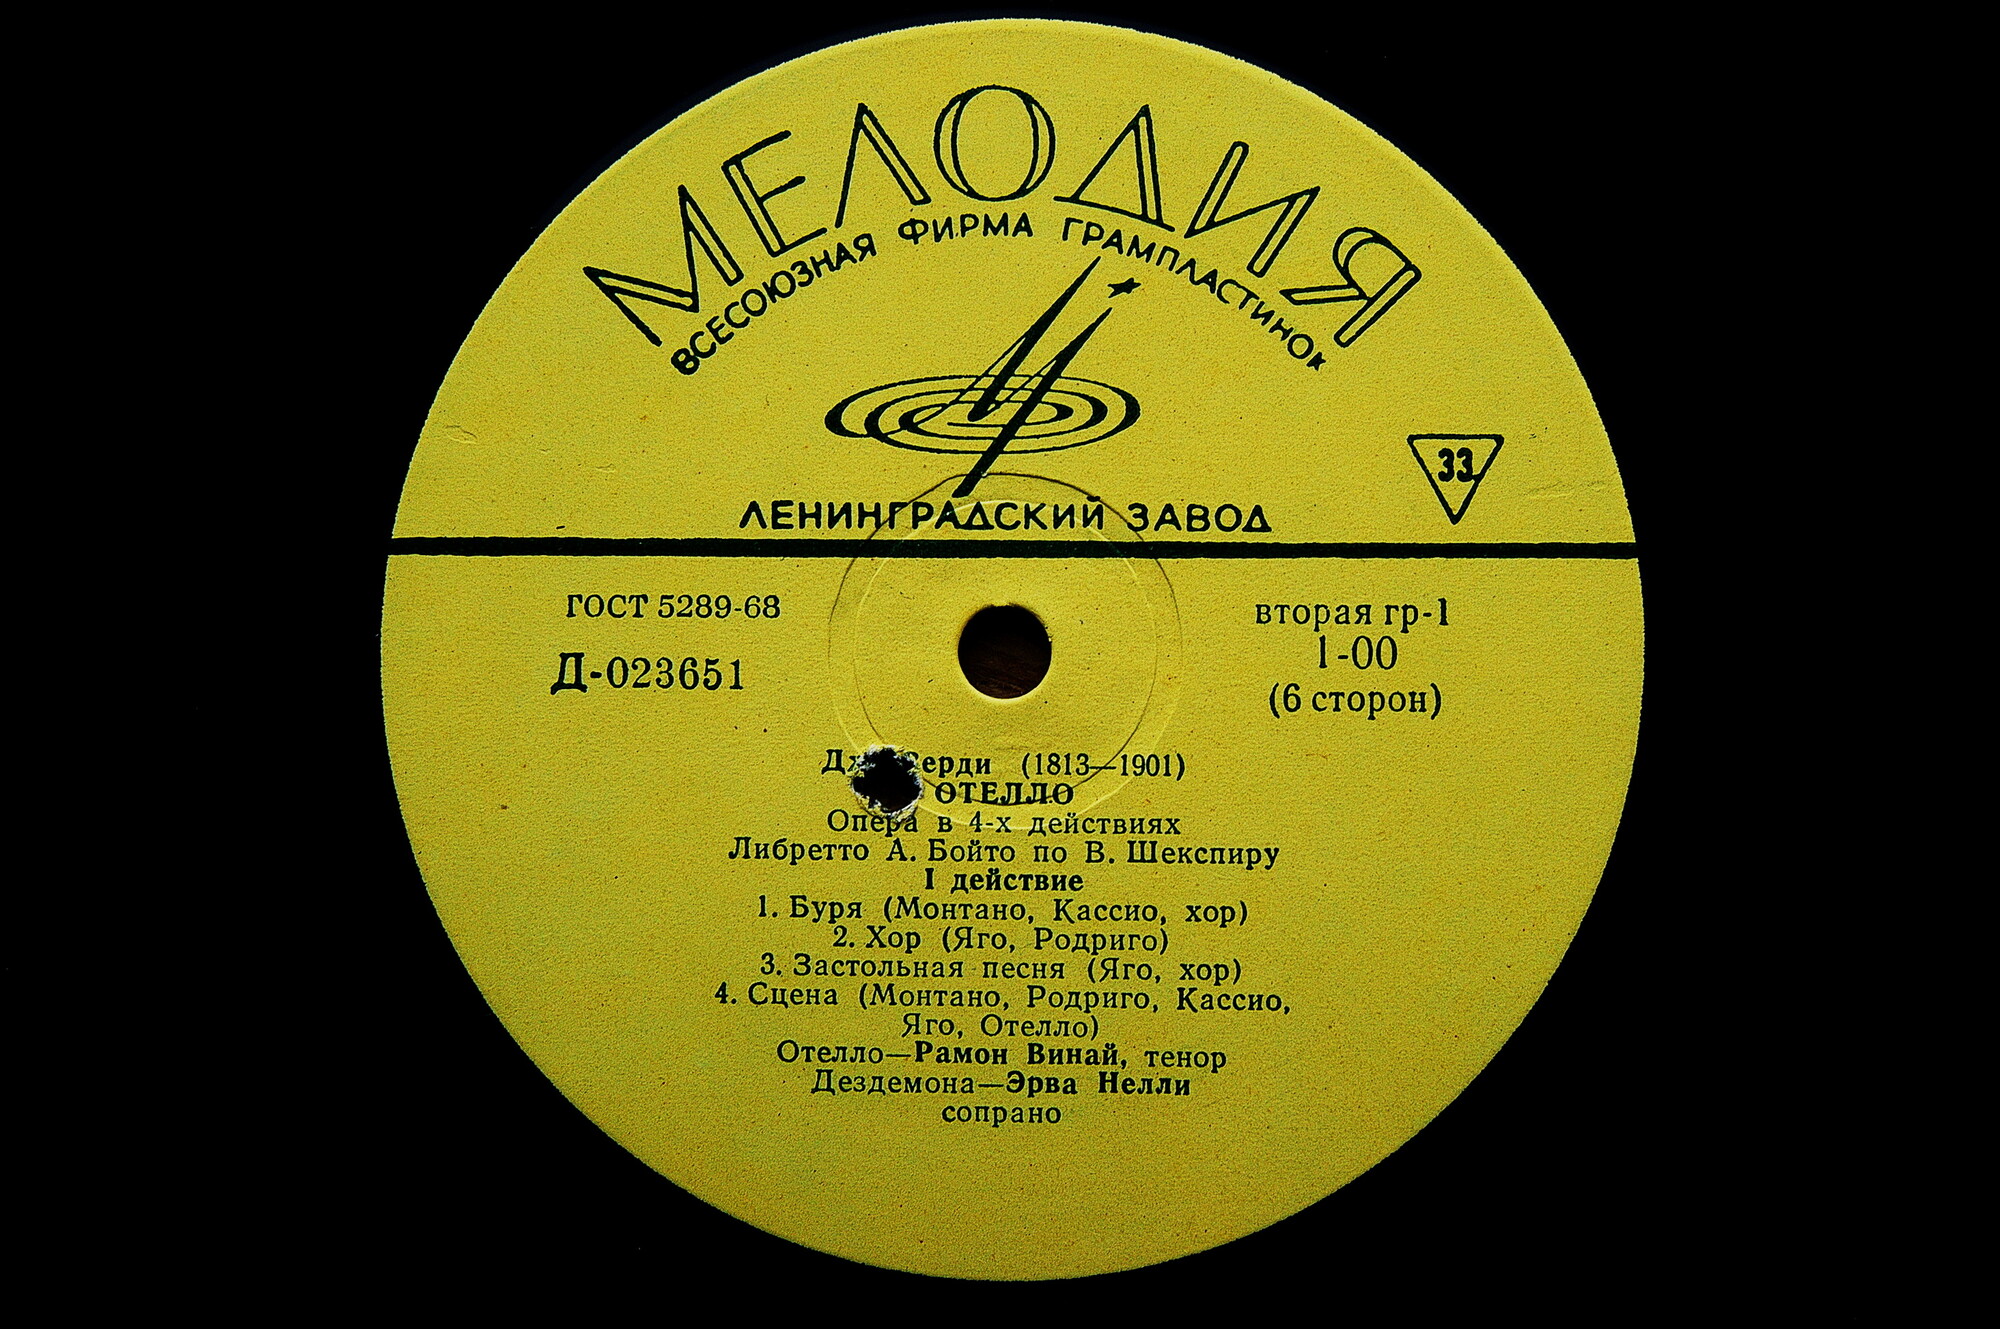 МЕЛОДИЯ
ВСЕСОЮЗНАЯ ФИРМА ГРАМПЛАСТИНОК
ЛЕНИНГРАДСКИЙ ЗАВОД
33
ГОСТ 5289-68
Д-023651
вторая гр-1
1-00
(6 сторон)
(1813—1901)
ОТЕЛЛО
Опера в 4-х действиях
Либретто А. Бойто по В. Шекспиру
I действие
1. Буря (Монтано, Кассио, хор)
2. Хор (Яго, Родриго)
3. Застольная песня (Яго, хор)
4. Сцена (Монтано, Родриго, Кассио,
Яго, Отелло)
Отелло—Рамон Винай, тенор
Дездемона—Эрва Нелли
сопрано